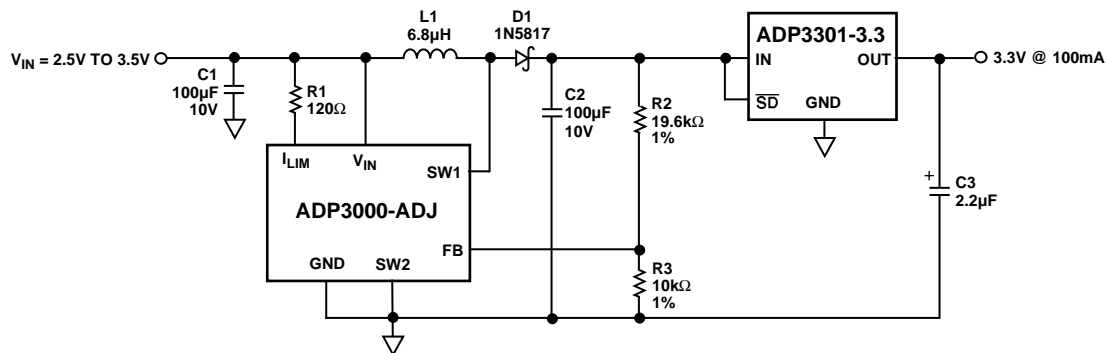 V_IN = 2.5V TO 3.5V
C1
100µF
10V
R1
120Ω
L1
6.8µH
D1
1N5817
C2
100µF
10V
R2
19.6kΩ
1%
ADP3301-3.3
IN
OUT
SD
GND
3.3V @ 100mA
I_LIM
V_IN
SW1
ADP3000-ADJ
FB
GND
SW2
R3
10kΩ
1%
+
C3
2.2µF